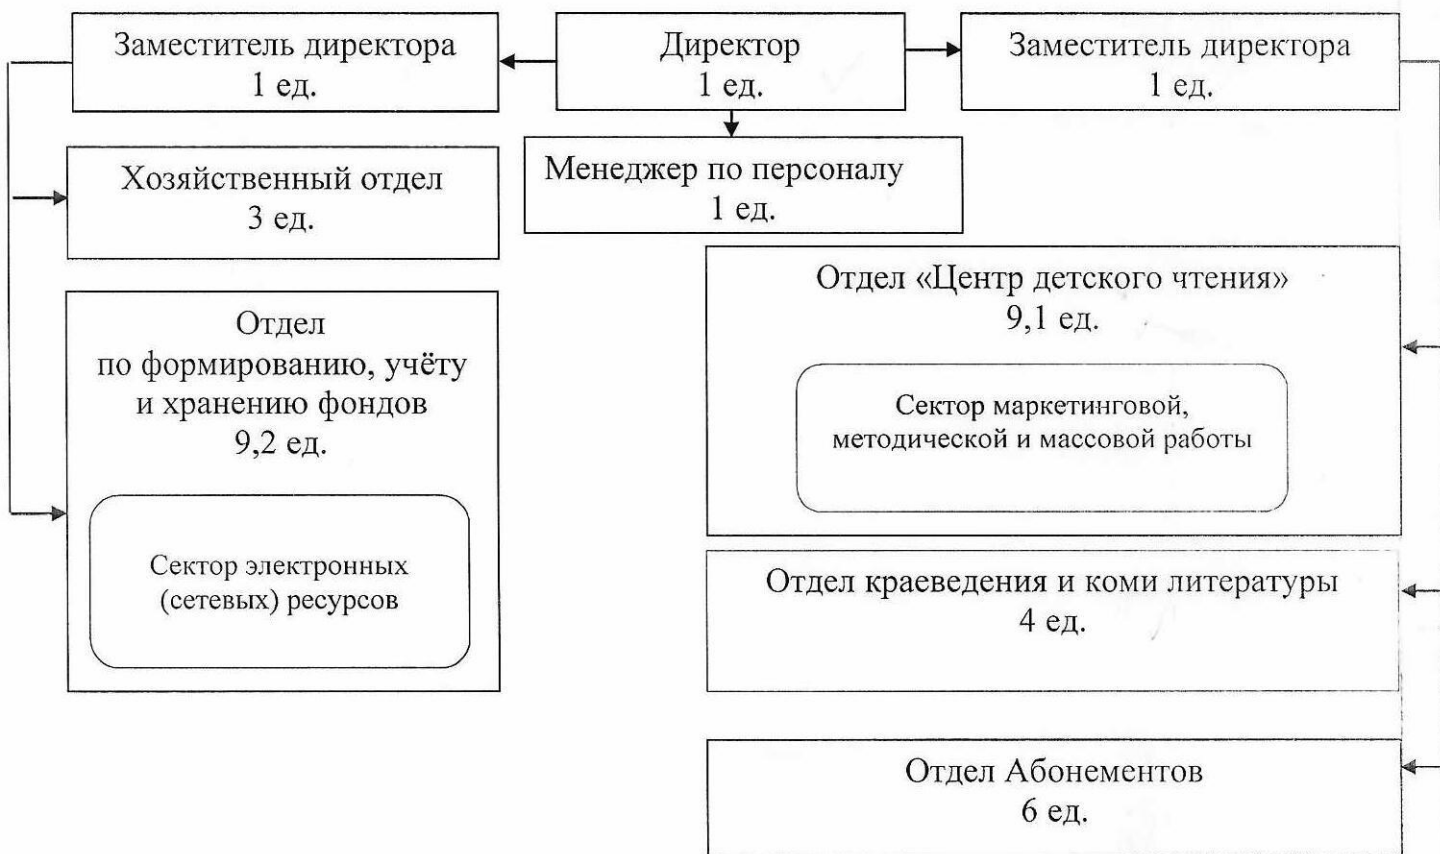 Заместитель директора
1 ед.
Директор
1 ед.
Заместитель директора
1 ед.
Хозяйственный отдел
3 ед.
Менеджер по персоналу
1 ед.
Отдел
по формированию, учёту
и хранению фондов
9,2 ед.
Сектор электронных
(сетевых) ресурсов
Отдел «Центр детского чтения»
9,1 ед.
Сектор маркетинговой,
методической и массовой работы
Отдел краеведения и коми литературы
4 ед.
Отдел Абонементов
6 ед.